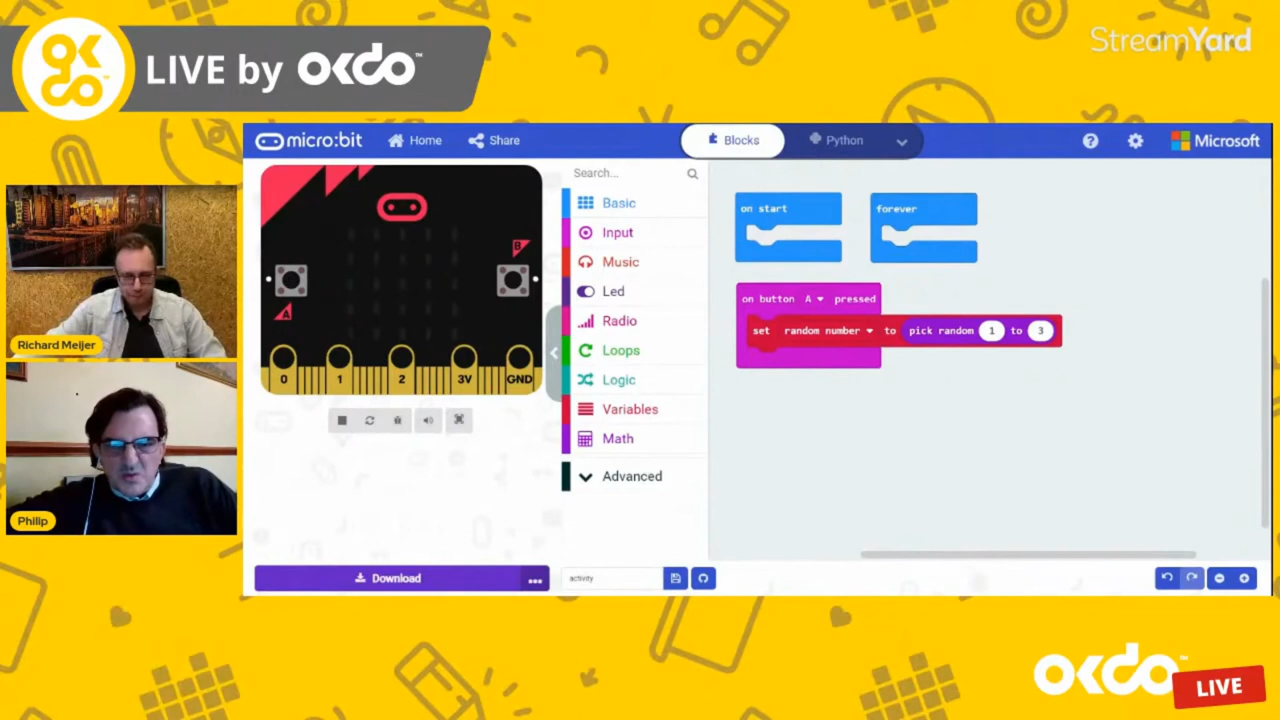 LIVE by OKDO™
StreamYard
micro:bit Home Share Blocks Python Microsoft
Search...
Basic
Input
Music
Led
Radio
Loops
Logic
Variables
Math
Advanced
A
B
0 1 2 3V GND
on start
forever
on button A pressed
set random number to pick random 1 to 3
Richard Meijer
Philip
Download
activity
OKDO™
LIVE